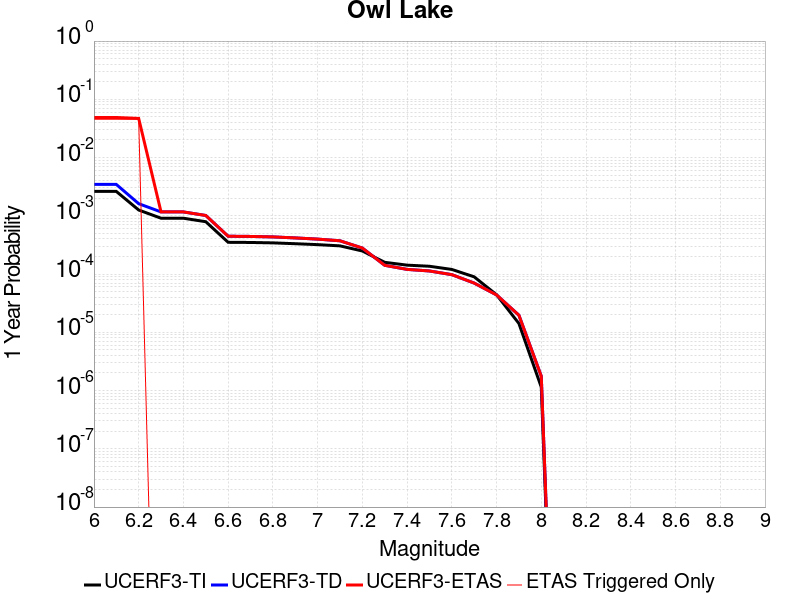 Owl Lake
10^0
10^-1
10^-2
10^-3
10^-4
10^-5
10^-6
10^-7
10^-8
1 Year Probability
6 6.2 6.4 6.6 6.8 7 7.2 7.4 7.6 7.8 8 8.2 8.4 8.6 8.8 9
Magnitude
UCERF3-TI UCERF3-TD UCERF3-ETAS ETAS Triggered Only